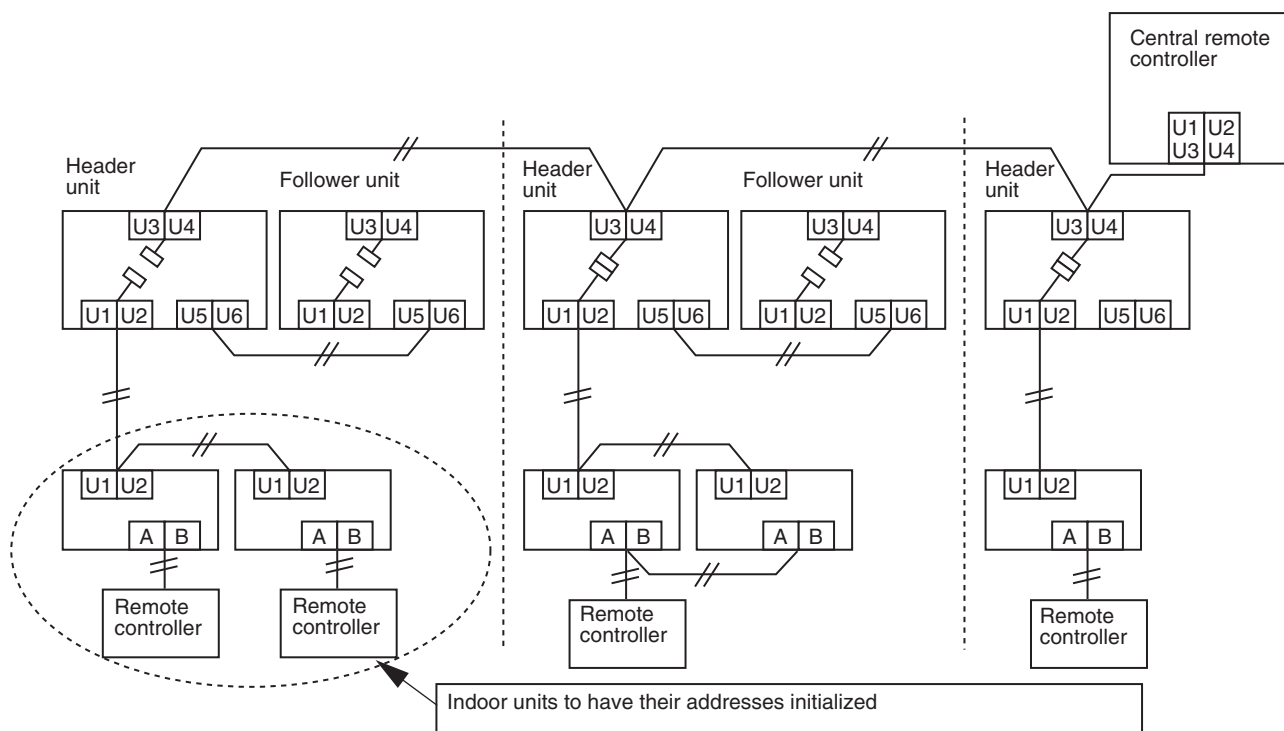 Central remote
controller
U1 U2
U3 U4
Header
unit
Follower unit
Header
unit
Follower unit
Header
unit
U3 U4
U3 U4
U3 U4
U3 U4
U3 U4
U1 U2
U5 U6
U1 U2
U5 U6
U1 U2
U5 U6
U1 U2
U5 U6
U1 U2
U5 U6
U1 U2
U1 U2
U1 U2
U1 U2
U1 U2
A B
A B
A B
A B
A B
Remote
controller
Remote
controller
Remote
controller
Remote
controller
Indoor units to have their addresses initialized